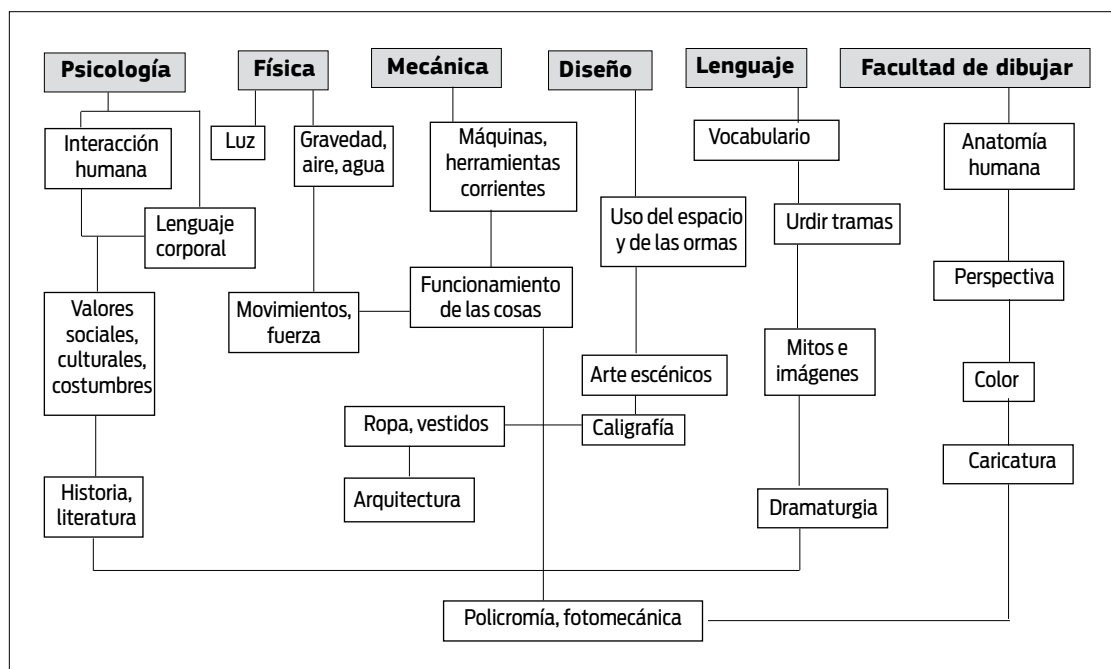 Psicología
Física
Mecánica
Diseño
Lenguaje
Facultad de dibujar
Interacción
humana
Luz
Gravedad,
aire, agua
Máquinas,
herramientas
corrientes
Vocabulario
Anatomía
humana
Lenguaje
corporal
Uso del espacio
y de las ormas
Urdir tramas
Valores
sociales,
culturales,
costumbres
Movimientos,
fuerza
Funcionamiento
de las cosas
Perspectiva
Mitos e
imágenes
Arte escénicos
Color
Ropa, vestidos
Caligrafía
Caricatura
Historia,
literatura
Arquitectura
Dramaturgia
Policromía, fotomecánica